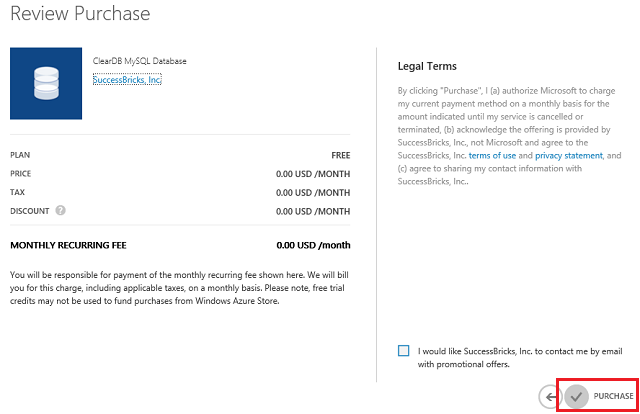 Review Purchase
ClearDB MySQL Database
SuccessBricks, Inc.
PLAN FREE
PRICE 0.00 USD /MONTH
TAX 0.00 USD /MONTH
DISCOUNT ? 0.00 USD /MONTH
MONTHLY RECURRING FEE 0.00 USD /month
You will be responsible for payment of the monthly recurring fee shown here. We will bill
you for this charge, including applicable taxes, on a monthly basis. Please note, free trial
credits may not be used to fund purchases from Windows Azure Store.
Legal Terms
By clicking "Purchase", I (a) authorize Microsoft to charge
my current payment method on a monthly basis for the
amount indicated until my service is cancelled or
terminated, (b) acknowledge the offering is provided by
SuccessBricks, Inc., not Microsoft and agree to the
SuccessBricks, Inc. terms of use and privacy statement, and
(c) agree to sharing my contact information with
SuccessBricks, Inc..
I would like SuccessBricks, Inc. to contact me by email
with promotional offers.
PURCHASE